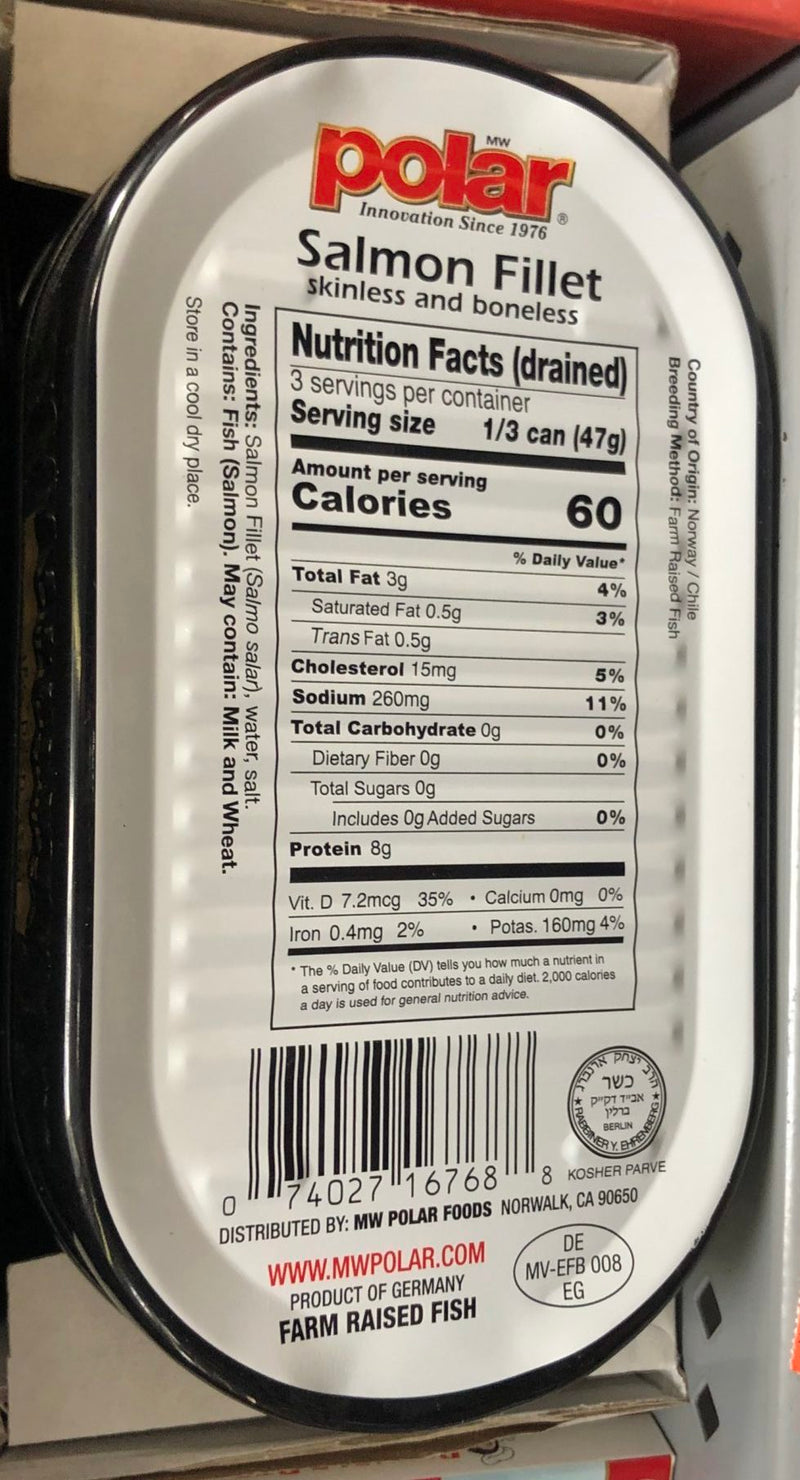 MW
polar®
Innovation Since 1976
Salmon Fillet
skinless and boneless
Nutrition Facts (drained)
3 servings per container
Serving size 1/3 can (47g)
Amount per serving
Calories 60
% Daily Value*
Total Fat 3g 4%
Saturated Fat 0.5g 3%
Trans Fat 0.5g
Cholesterol 15mg 5%
Sodium 260mg 11%
Total Carbohydrate 0g 0%
Dietary Fiber 0g 0%
Total Sugars 0g
Includes 0g Added Sugars 0%
Protein 8g
Vit. D 7.2mcg 35% • Calcium 0mg 0%
Iron 0.4mg 2% • Potas. 160mg 4%
* The % Daily Value (DV) tells you how much a nutrient in
a serving of food contributes to a daily diet. 2,000 calories
a day is used for general nutrition advice.
Ingredients: Salmon Fillet (Salmo salar), water, salt.
Contains: Fish (Salmon). May contain: Milk and Wheat.
Store in a cool dry place.
Country of Origin: Norway / Chile
Breeding Method: Farm Raised Fish
0 74027 16768 8
הרב יצחק ארנברג
כשר
אבייד דקייק
ברלין
BERLIN
RABBINER Y. EHRENBERG
KOSHER PARVE
DISTRIBUTED BY: MW POLAR FOODS NORWALK, CA 90650
WWW.MWPOLAR.COM
PRODUCT OF GERMANY
FARM RAISED FISH
DE
MV-EFB 008
EG